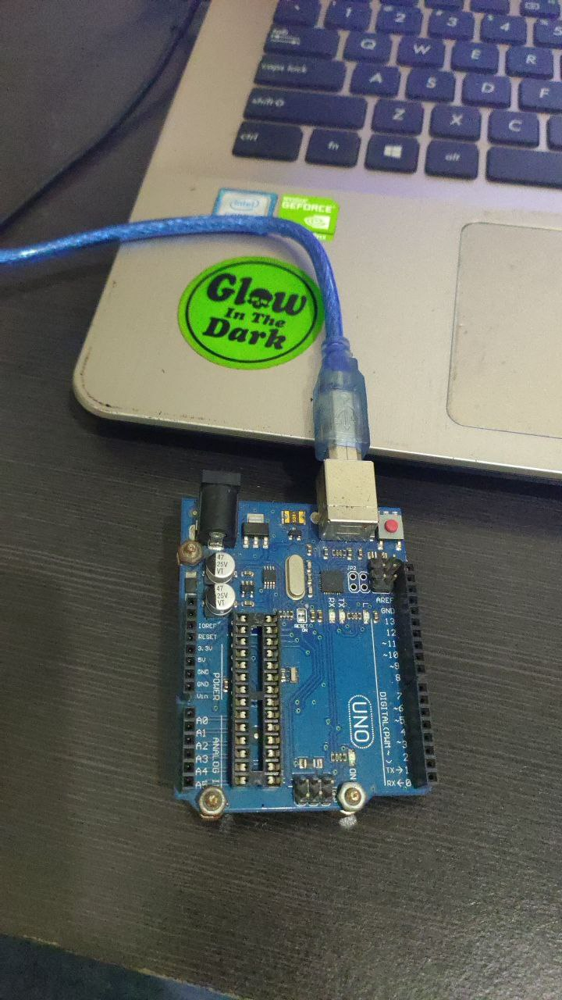 1
2
3
4
5
Q
W
E
R
caps lock
A
S
D
F
shift
Z
X
C
ctrl
fn
alt
intel
GEFORCE
Glow
In The
Dark
47
25V
VT
47
25V
VT
JP2
RX
TX
L
RESET
ON
AREF
GND
13
12
~11
~10
~9
8
7
~6
~5
4
~3
2
TX→1
RX←0
DIGITAL(PWM~)
UNO
ON
IOREF
RESET
3.3V
5V
GND
GND
Vin
POWER
A0
A1
A2
A3
A4
A5
ANALOG